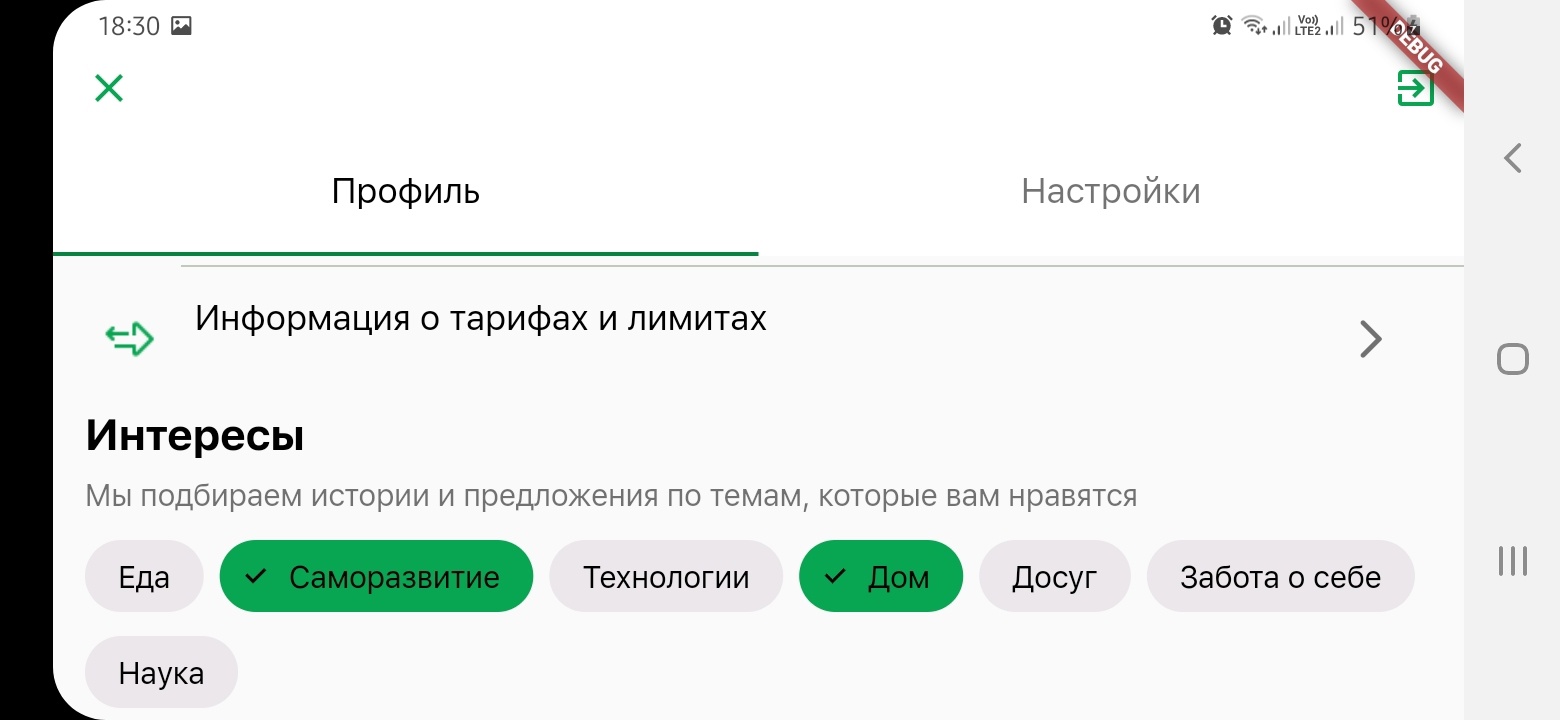 18:30
Vo)) LTE2 51%
DEBUG
Профиль
Настройки
Информация о тарифах и лимитах
Интересы
Мы подбираем истории и предложения по темам, которые вам нравятся
Еда
Саморазвитие
Технологии
Дом
Досуг
Забота о себе
Наука